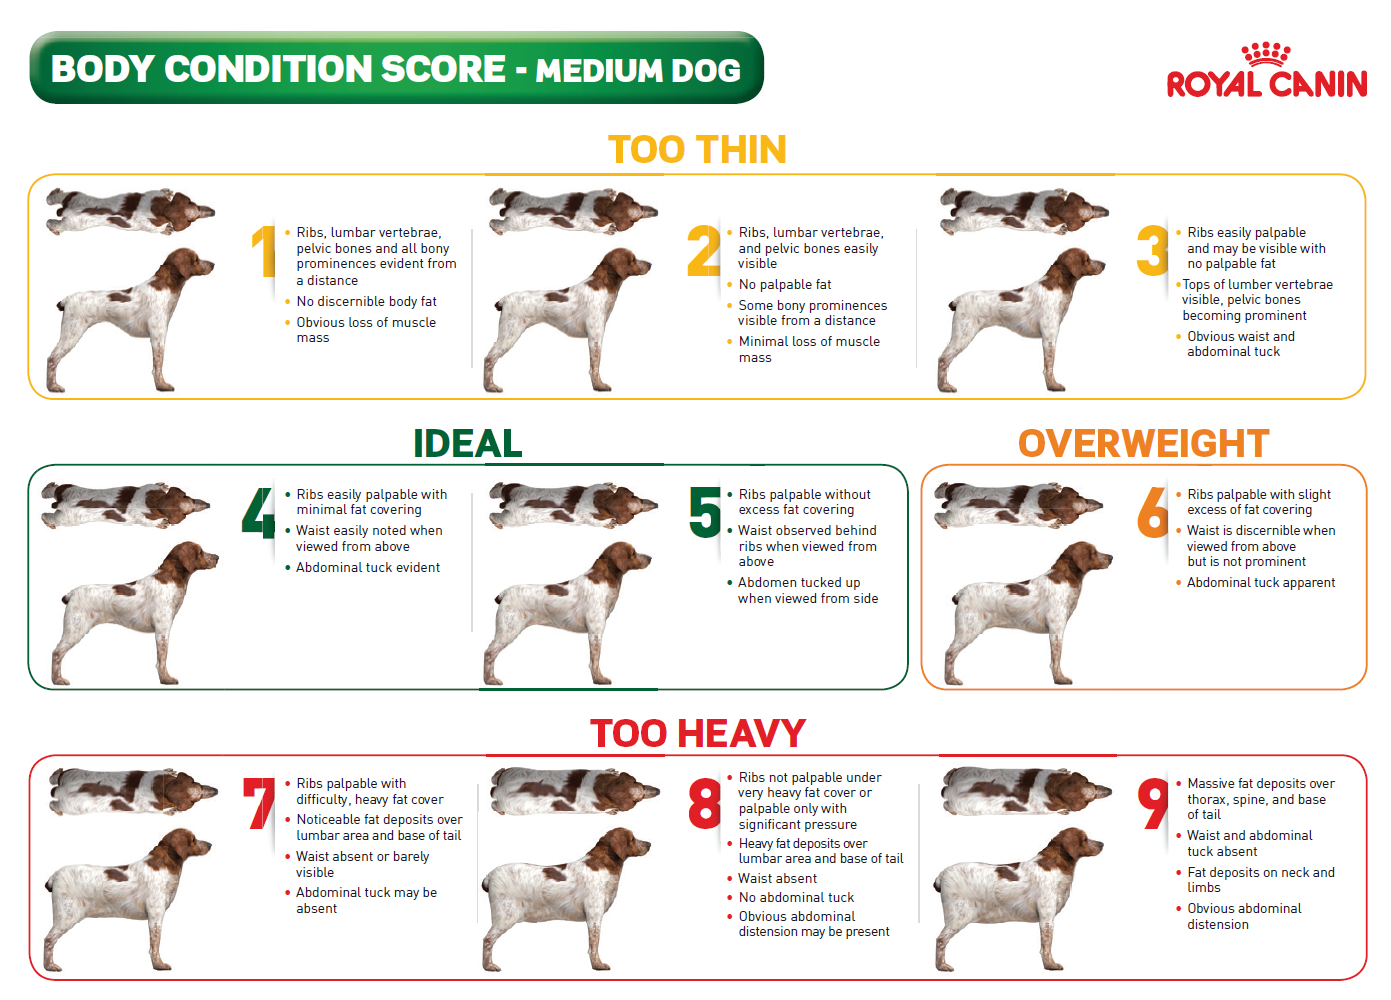 BODY CONDITION SCORE - MEDIUM DOG
ROYAL CANIN
TOO THIN
1
• Ribs, lumbar vertebrae,
pelvic bones and all bony
prominences evident from
a distance
• No discernible body fat
• Obvious loss of muscle
mass
2
• Ribs, lumbar vertebrae,
and pelvic bones easily
visible
• No palpable fat
• Some bony prominences
visible from a distance
• Minimal loss of muscle
mass
3
• Ribs easily palpable
and may be visible with
no palpable fat
•Tops of lumber vertebrae
visible, pelvic bones
becoming prominent
• Obvious waist and
abdominal tuck
IDEAL
4
• Ribs easily palpable with
minimal fat covering
• Waist easily noted when
viewed from above
• Abdominal tuck evident
5
• Ribs palpable without
excess fat covering
• Waist observed behind
ribs when viewed from
above
• Abdomen tucked up
when viewed from side
OVERWEIGHT
6
• Ribs palpable with slight
excess of fat covering
• Waist is discernible when
viewed from above
but is not prominent
• Abdominal tuck apparent
TOO HEAVY
7
• Ribs palpable with
difficulty, heavy fat cover
• Noticeable fat deposits over
lumbar area and base of tail
• Waist absent or barely
visible
• Abdominal tuck may be
absent
8
• Ribs not palpable under
very heavy fat cover or
palpable only with
significant pressure
• Heavy fat deposits over
lumbar area and base of tail
• Waist absent
• No abdominal tuck
• Obvious abdominal
distension may be present
9
• Massive fat deposits over
thorax, spine, and base
of tail
• Waist and abdominal
tuck absent
• Fat deposits on neck and
limbs
• Obvious abdominal
distension